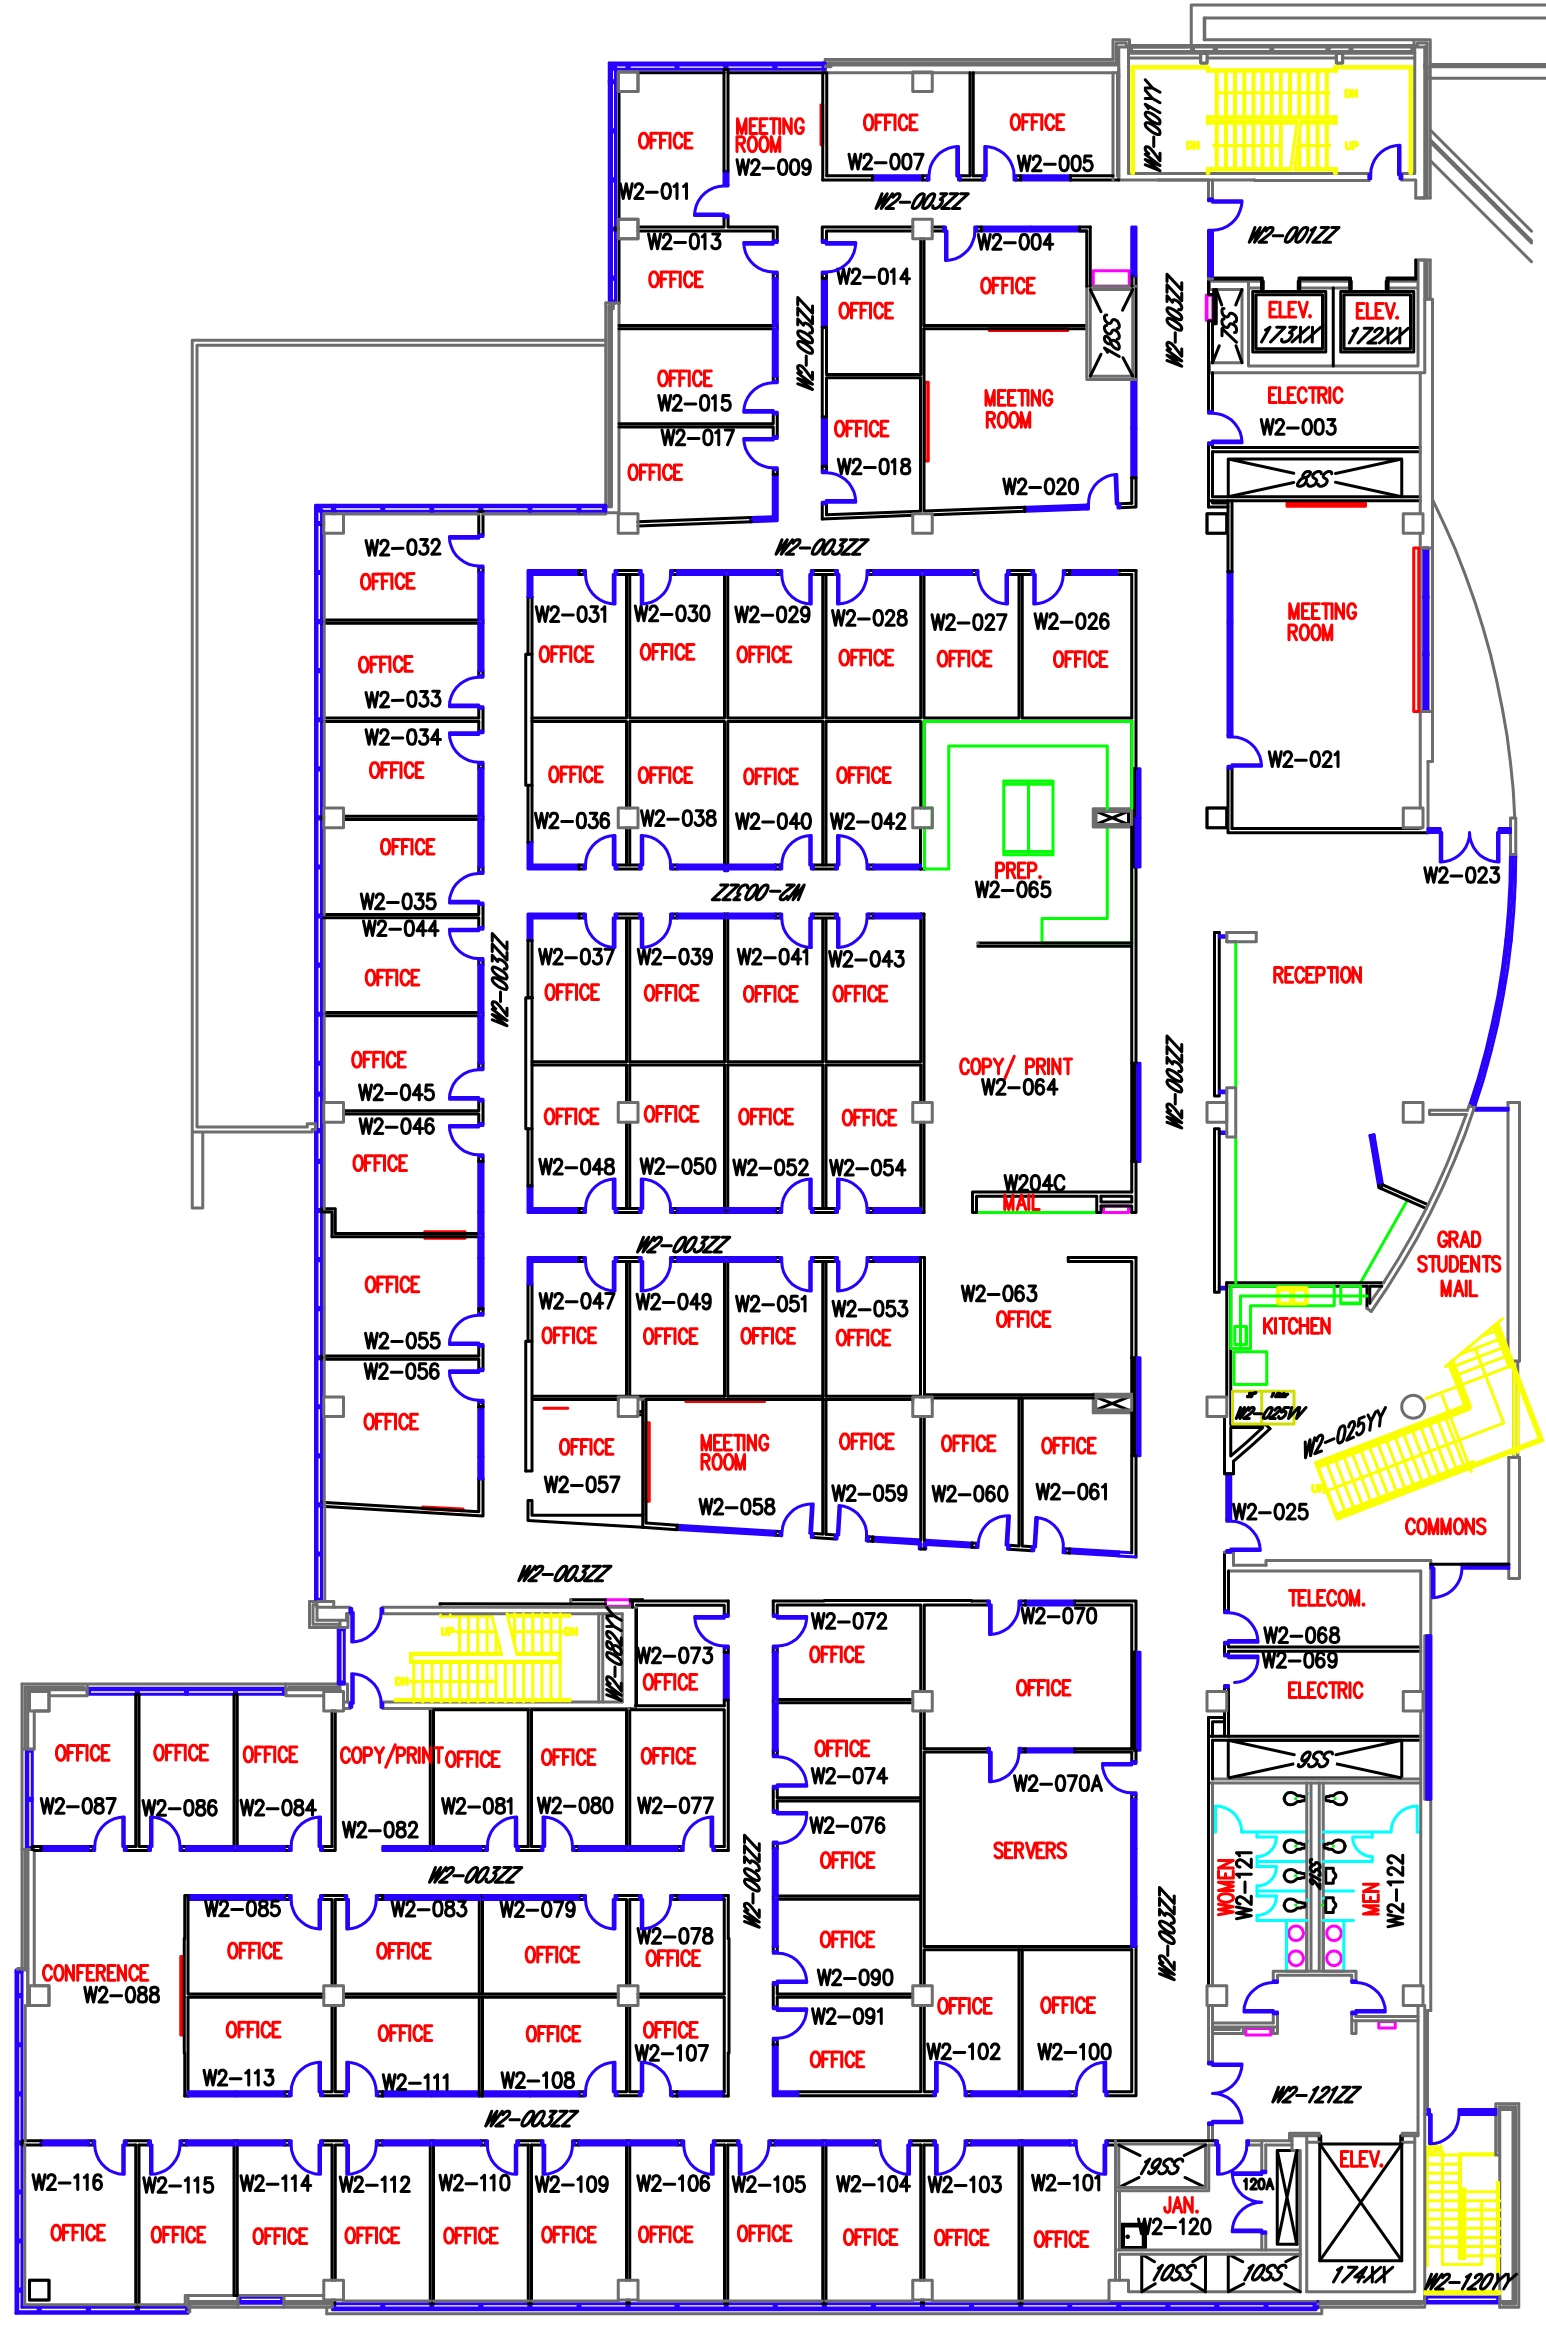 W2-001YY
DN
DN
UP
OFFICE
W2-011
MEETING
ROOM
W2-009
OFFICE
W2-007
OFFICE
W2-005
W2-003ZZ
W2-001ZZ
W2-013
OFFICE
W2-014
OFFICE
W2-004
OFFICE
18SS
W2-003ZZ
W2-003ZZ
7SS
ELEV.
173XX
ELEV.
172XX
OFFICE
W2-015
W2-017
OFFICE
OFFICE
W2-018
MEETING
ROOM
W2-020
ELECTRIC
W2-003
8SS
W2-003ZZ
W2-032
OFFICE
OFFICE
W2-033
W2-034
OFFICE
OFFICE
W2-035
W2-044
OFFICE
OFFICE
W2-045
W2-046
OFFICE
OFFICE
W2-055
W2-056
OFFICE
W2-003ZZ
W2-031
OFFICE
W2-030
OFFICE
W2-029
OFFICE
W2-028
OFFICE
W2-027
OFFICE
W2-026
OFFICE
MEETING
ROOM
W2-021
OFFICE
W2-036
OFFICE
W2-038
OFFICE
W2-040
OFFICE
W2-042
PREP.
W2-065
W2-023
W2-003ZZ
W2-037
OFFICE
W2-039
OFFICE
W2-041
OFFICE
W2-043
OFFICE
RECEPTION
COPY/ PRINT
W2-064
W2-003ZZ
OFFICE
W2-048
OFFICE
W2-050
OFFICE
W2-052
OFFICE
W2-054
W204C
MAIL
W2-003ZZ
GRAD
STUDENTS
MAIL
W2-047
OFFICE
W2-049
OFFICE
W2-051
OFFICE
W2-053
OFFICE
W2-063
OFFICE
KITCHEN
W2-025VV
W2-025YY
W2-025
COMMONS
OFFICE
W2-057
MEETING
ROOM
W2-058
OFFICE
W2-059
OFFICE
W2-060
OFFICE
W2-061
W2-003ZZ
UP
DN
DN
W2-082YY
W2-073
OFFICE
W2-072
OFFICE
W2-070
OFFICE
TELECOM.
W2-068
W2-069
ELECTRIC
9SS
OFFICE
W2-087
OFFICE
W2-086
OFFICE
W2-084
COPY/PRINT
W2-082
OFFICE
W2-081
OFFICE
W2-080
OFFICE
W2-077
OFFICE
W2-074
W2-070A
SERVERS
W2-076
OFFICE
W2-003ZZ
W2-003ZZ
WOMEN
W2-121
21SS
MEN
W2-122
W2-003ZZ
W2-085
OFFICE
W2-083
OFFICE
W2-079
OFFICE
W2-078
OFFICE
OFFICE
W2-090
CONFERENCE
W2-088
OFFICE
W2-113
OFFICE
W2-111
OFFICE
W2-108
OFFICE
W2-107
W2-091
OFFICE
OFFICE
W2-102
OFFICE
W2-100
W2-121ZZ
W2-003ZZ
W2-116
OFFICE
W2-115
OFFICE
W2-114
OFFICE
W2-112
OFFICE
W2-110
OFFICE
W2-109
OFFICE
W2-106
OFFICE
W2-105
OFFICE
W2-104
OFFICE
W2-103
OFFICE
W2-101
OFFICE
19SS
JAN.
W2-120
120A
10SS
10SS
ELEV.
174XX
W2-120YY